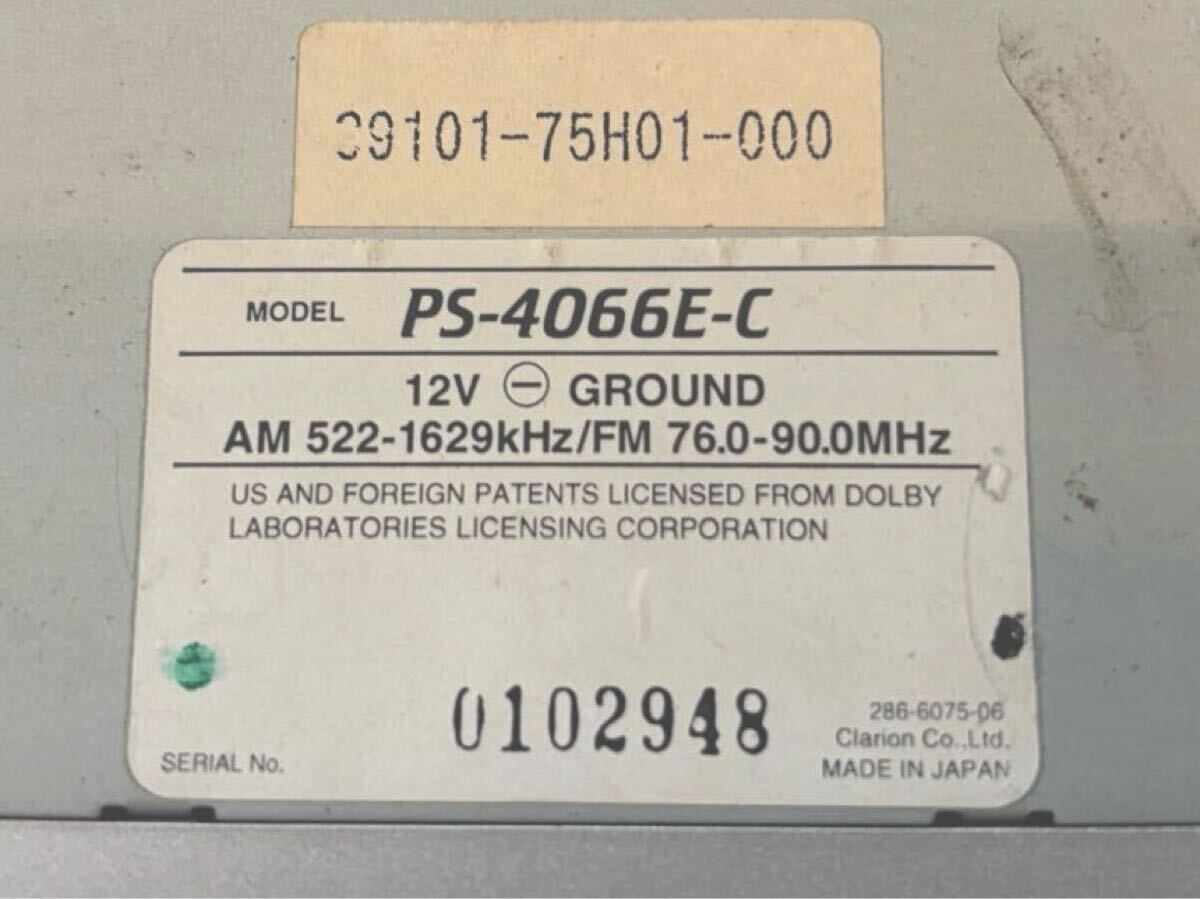 39101-75H01-000
MODEL PS-4066E-C
12V ⊖ GROUND
AM 522-1629kHz/FM 76.0-90.0MHz
US AND FOREIGN PATENTS LICENSED FROM DOLBY
LABORATORIES LICENSING CORPORATION
SERIAL No. 0102948
286-6075-06
Clarion Co.,Ltd.
MADE IN JAPAN